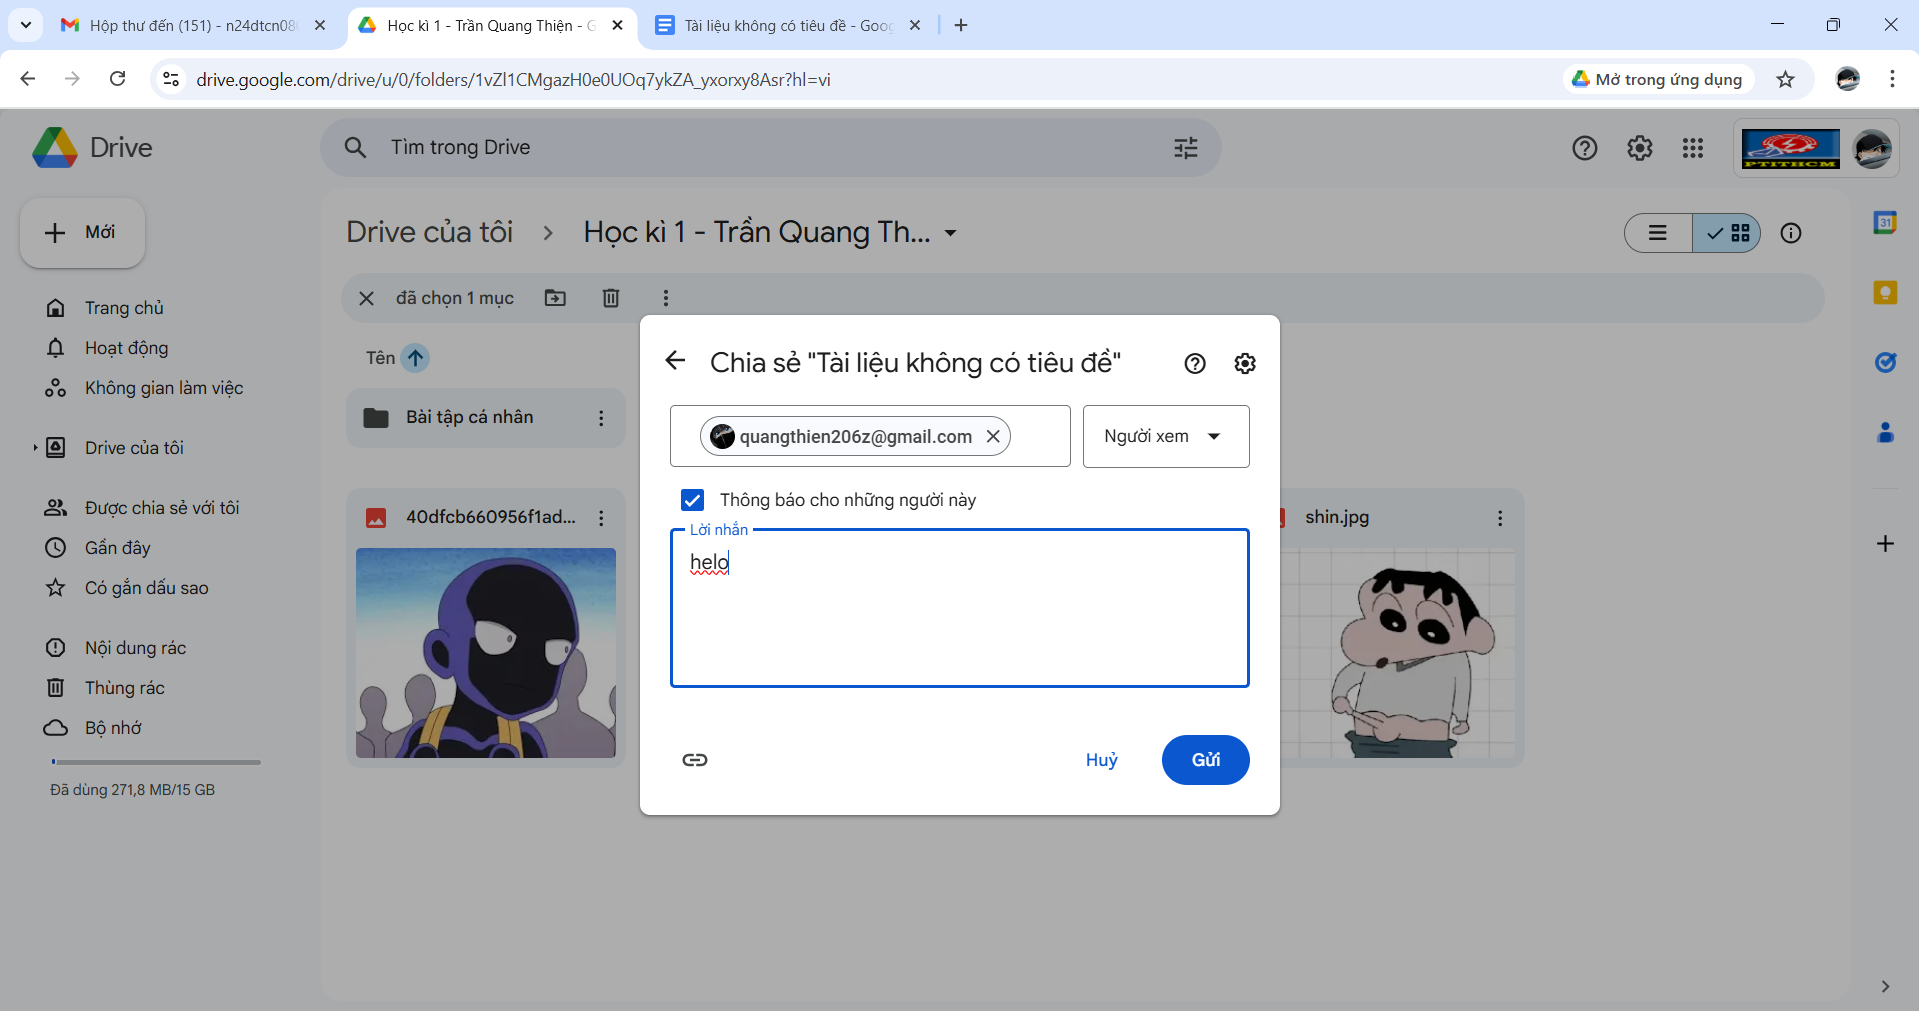 Hộp thư đến (151) - n24dtcn08
Học kì 1 - Trần Quang Thiện - G
Tài liệu không có tiêu đề - Goog
drive.google.com/drive/u/0/folders/1vZl1CMgazH0e0UOq7ykZA_yxorxy8Asr?hl=vi
Mở trong ứng dụng
Drive
Tìm trong Drive
PTITHCM
Mới
Drive của tôi
Học kì 1 - Trần Quang Th...
đã chọn 1 mục
Trang chủ
Hoạt động
Không gian làm việc
Drive của tôi
Được chia sẻ với tôi
Gần đây
Có gắn dấu sao
Nội dung rác
Thùng rác
Bộ nhớ
Đã dùng 271,8 MB/15 GB
Tên
Bài tập cá nhân
40dfcb660956f1ad...
shin.jpg
Chia sẻ "Tài liệu không có tiêu đề"
quangthien206z@gmail.com
Người xem
Thông báo cho những người này
Lời nhắn
helo
Huỷ
Gửi
31